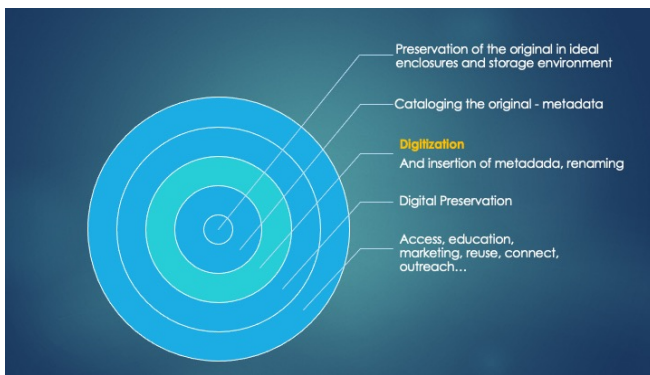 Preservation of the original in ideal
enclosures and storage environment
Cataloging the original - metadata
Digitization
And insertion of metadada, renaming
Digital Preservation
Access, education,
marketing, reuse, connect,
outreach...